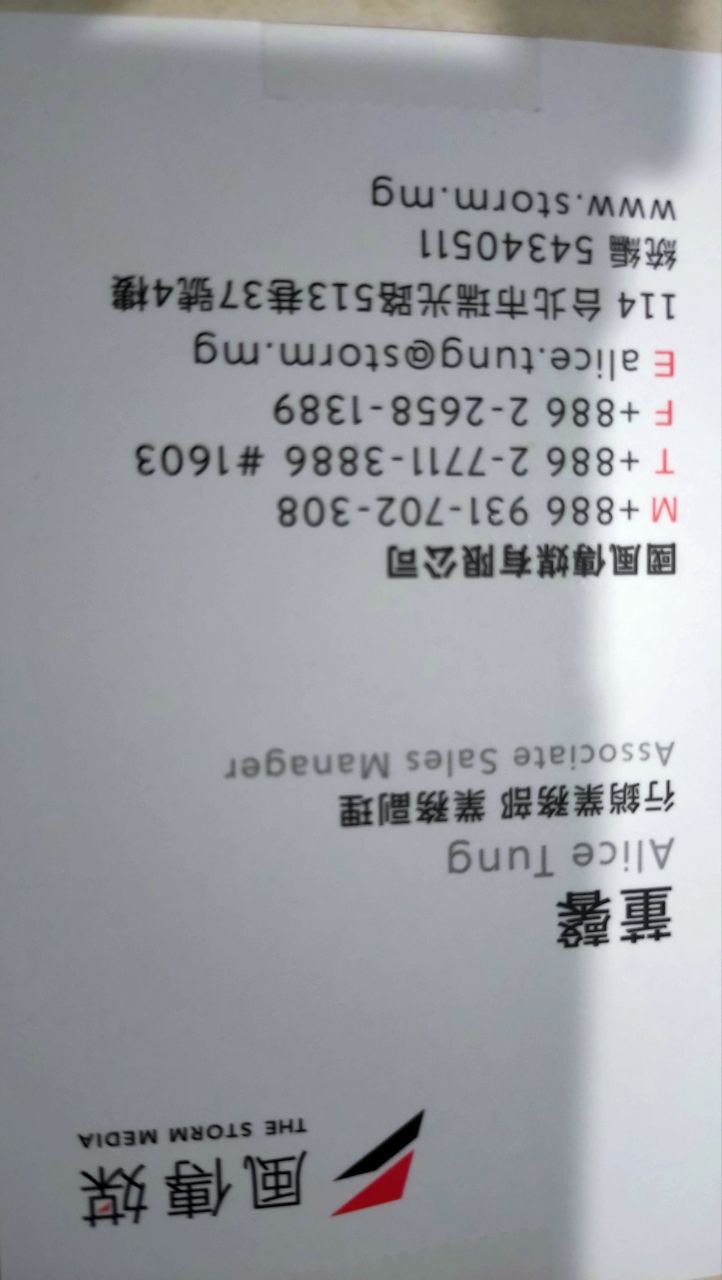 風傳媒
THE STORM MEDIA
董馨
Alice Tung
行銷業務部 業務副理
Associate Sales Manager
國風傳媒有限公司
M +886 931-702-308
T +886 2-7711-3886 #1603
F +886 2-2658-1389
E alice.tung@storm.mg
114 台北市瑞光路513巷37號4樓
統編 54340511
www.storm.mg